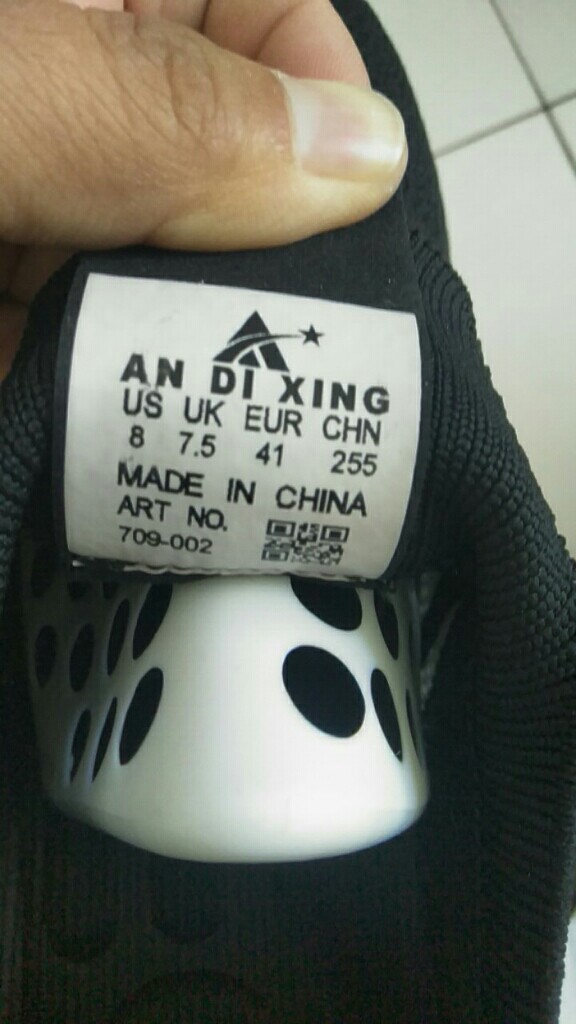 AN DI XING
US UK EUR CHN
8 7.5 41 255
MADE IN CHINA
ART NO.
709-002